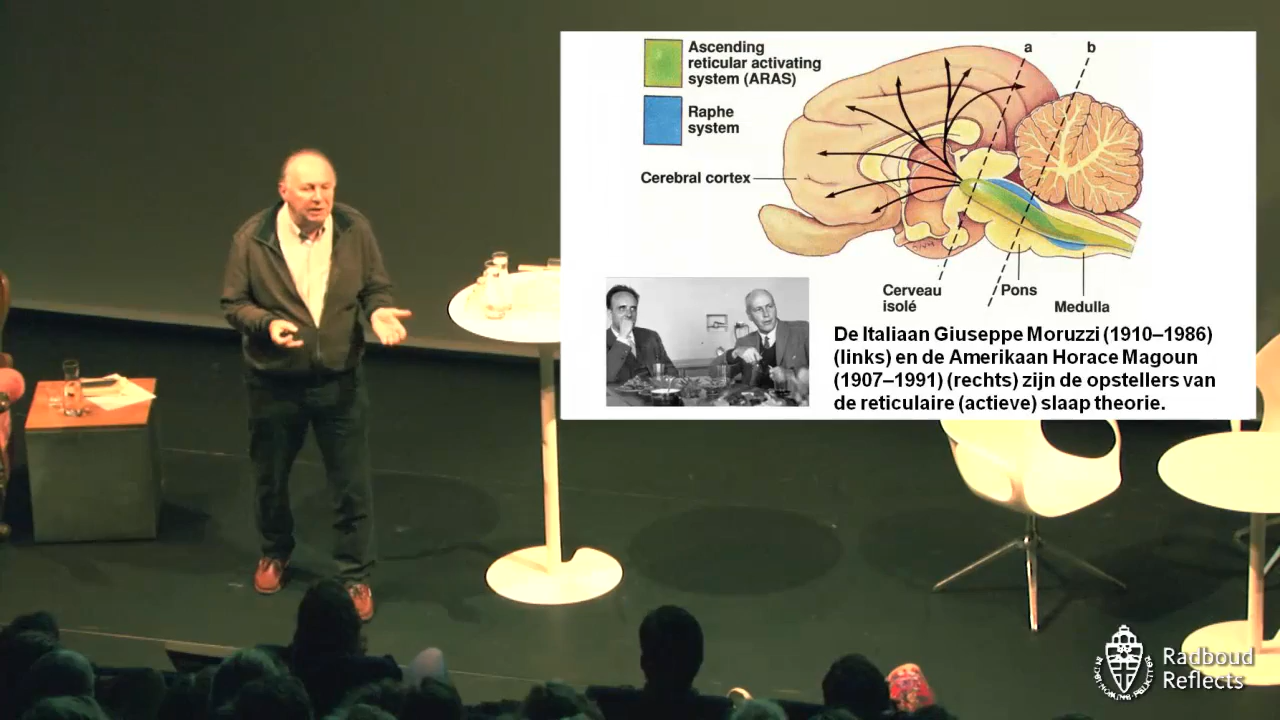 Ascending
reticular activating
system (ARAS)
Raphe
system
Cerebral cortex
a
b
Cerveau
isolé
Pons
Medulla
De Italiaan Giuseppe Moruzzi (1910–1986)
(links) en de Amerikaan Horace Magoun
(1907–1991) (rechts) zijn de opstellers van
de reticulaire (actieve) slaap theorie.
Radboud
Reflects